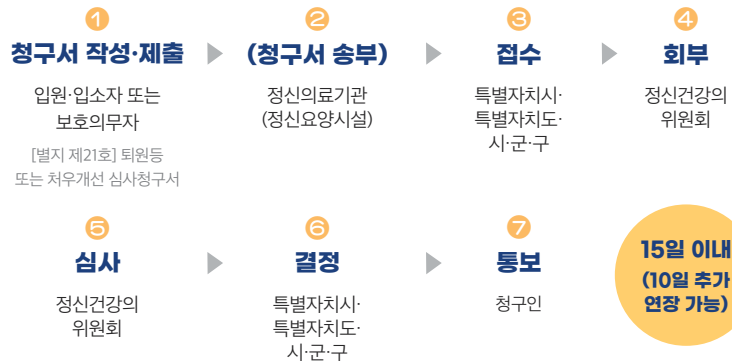 1
청구서 작성·제출
입원·입소자 또는
보호의무자
[별지 제21호] 퇴원등
또는 처우개선 심사청구서
2
(청구서 송부)
정신의료기관
(정신요양시설)
3
접수
특별자치시·
특별자치도·
시·군·구
4
회부
정신건강의
위원회
5
심사
정신건강의
위원회
6
결정
특별자치시·
특별자치도·
시·군·구
7
통보
청구인
15일 이내
(10일 추가
연장 가능)